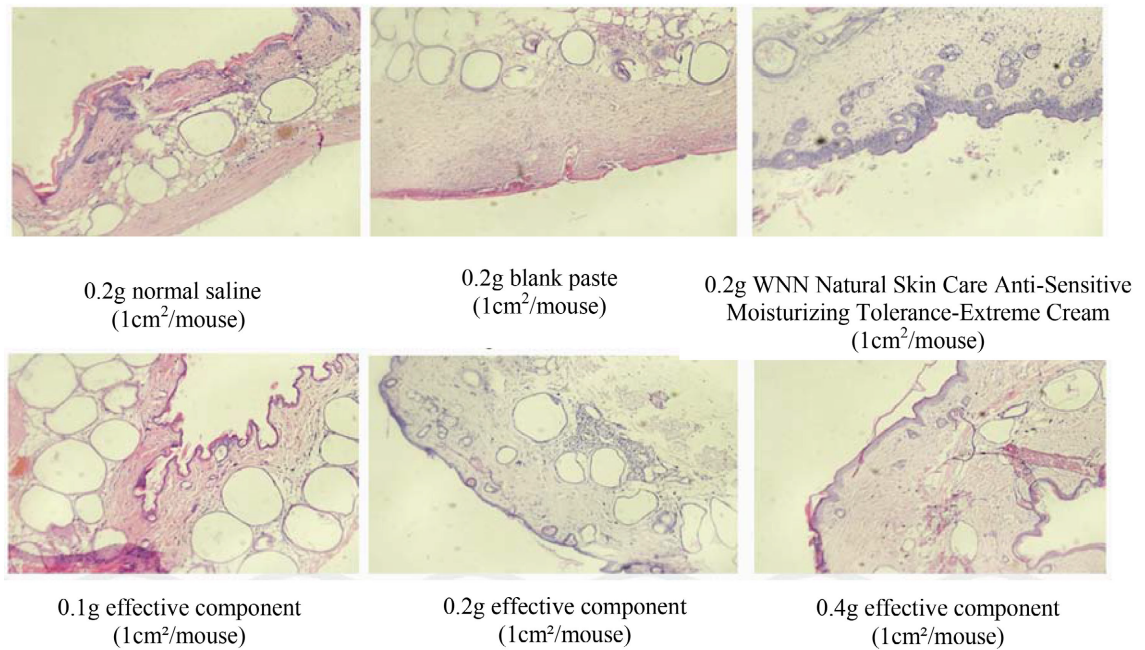 0.2g normal saline
(1cm²/mouse)
0.2g blank paste
(1cm²/mouse)
0.2g WNN Natural Skin Care Anti-Sensitive
Moisturizing Tolerance-Extreme Cream
(1cm²/mouse)
0.1g effective component
(1cm²/mouse)
0.2g effective component
(1cm²/mouse)
0.4g effective component
(1cm²/mouse)